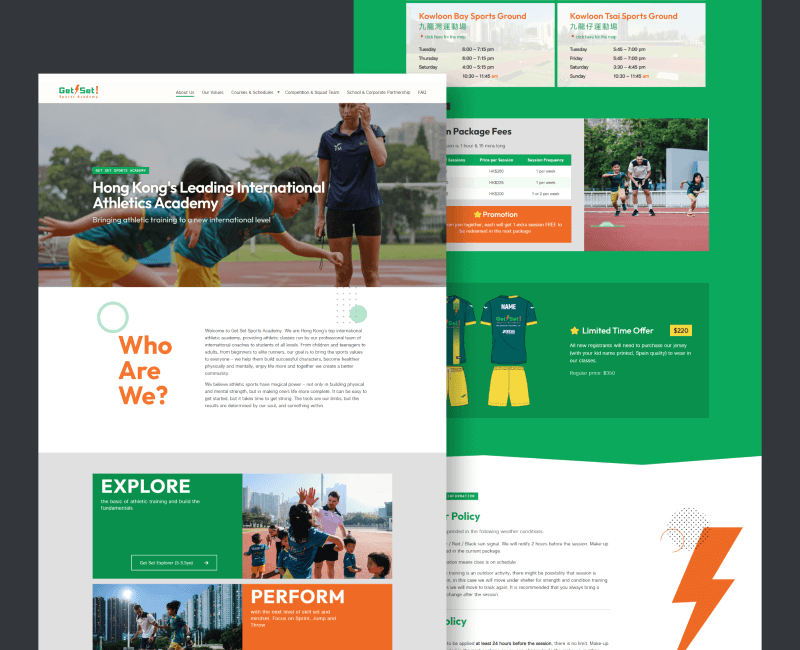 Get Set!
Sports Academy
About Us
Our Values
Courses & Schedules
Competition & Squad Team
School & Corporate Partnership
FAQ
GET SET SPORTS ACADEMY
Hong Kong's Leading International
Athletics Academy
Bringing athletic training to a new international level
Who
Are
We?
Welcome to Get Set Sports Academy. We are Hong Kong's top international
athletic academy, providing athletic classes run by our professional team of
international coaches to students of all levels. From children and teenagers to
adults, from beginners to elite runners, our goal is to bring the sports values
to everyone – we help them build successful characters, become healthier
physically and mentally, enjoy life more and together we create a better
community.
We believe athletic sports have magical power – not only in building physical
and mental strength, but in making one's life more complete. It can be easy to
get started, but it takes time to get strong. The tools are our limbs, but the
results are determined by our soul, and something within
EXPLORE
the basic of athletic training and build the
fundamentals
Get Set Explorer (3-5.5yo)
PERFORM
with the next level of skill set and
mindset. Focus on Sprint, Jump and
Throw
Kowloon Bay Sports Ground
九龍灣運動場
click here for the map
Tuesday 6:00 – 7:15 pm
Thursday 6:00 – 7:15 pm
Saturday 4:00 – 5:15 pm
10:30 – 11:45 am
Kowloon Tsai Sports Ground
九龍仔運動場
click here for the map
Tuesday 5:45 – 7:00 pm
Friday 5:45 – 7:00 pm
Saturday 3:30 – 4:45 pm
Sunday 10:30 – 11:45 am
n Package Fees
is 1 hour & 15 mins long
Sessions Price per Session Session Frequency
HK$250 1 per week
HK$225 1 per week
HK$200 1 or 2 per week
Promotion
join together, each will get 1 extra session FREE to
be redeemed in the next package
NAME
Get Set!
Limited Time Offer
$220
All new registrants will need to purchase our jersey
(with your kid name printed, Spain quality) to wear in
our classes.
Regular price: $350
INFORMATION
r Policy
pended in the following weather conditions:
/ Red / Black rain signal. We will notify 2 hours before the session. Make-up
ed in the current package.
means class is on schedule
training is an outdoor activity, there might be possibility that session is
in, in this case we will move under shelter for strength and condition training
we will move to track again. It is recommended that you always bring a
change after the session.
olicy
to be applied at least 24 hours before the session, there is no limit. Make-up